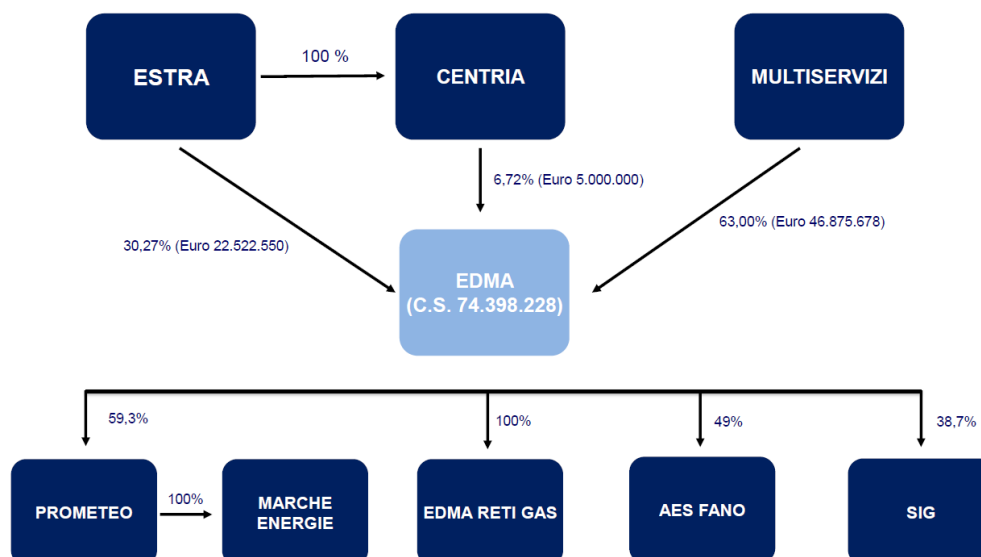 ESTRA
100 %
CENTRIA
MULTISERVIZI
6,72% (Euro 5.000.000)
63,00% (Euro 46.875.678)
30,27% (Euro 22.522.550)
EDMA
(C.S. 74.398.228)
59,3%
100%
49%
38,7%
PROMETEO
100%
MARCHE
ENERGIE
EDMA RETI GAS
AES FANO
SIG